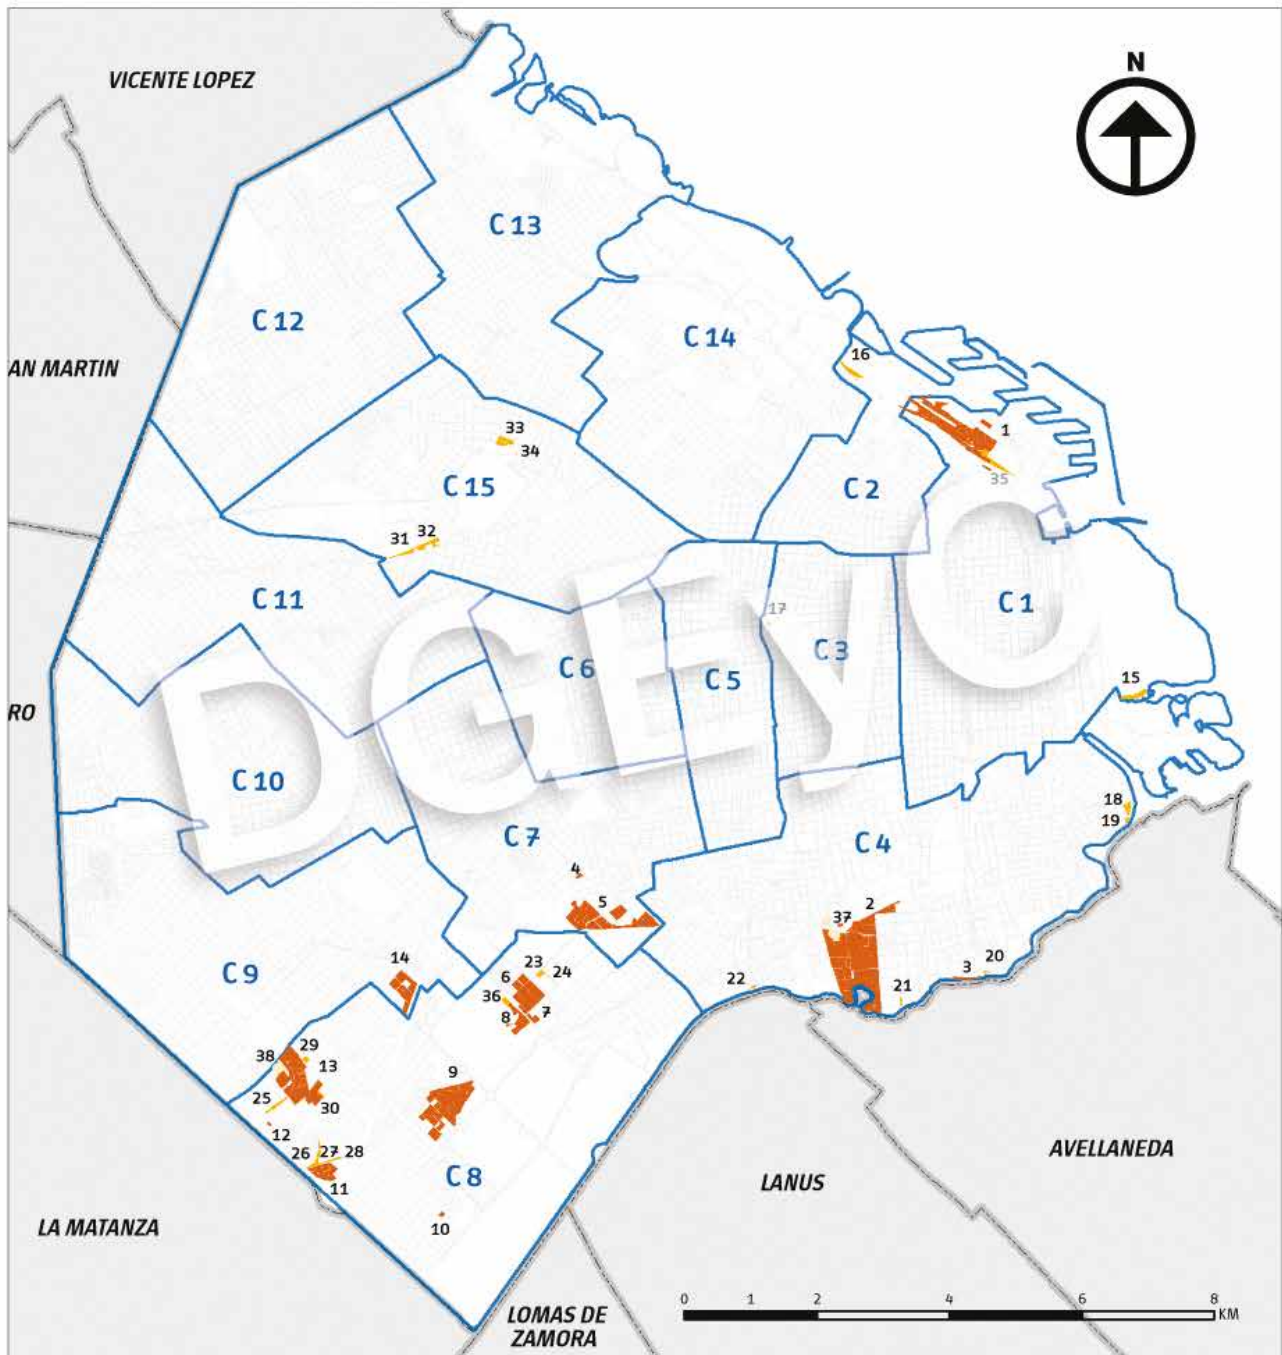 N
VICENTE LOPEZ
C 13
C 12
C 14
16
AN MARTIN
33
1
34
C 15
C 2
35
31
32
C 11
C 1
17
C 3
C 6
C 5
15
RO
DGEyO
C 10
18
19
C 7
C 4
4
5
2
37
14
C 9
23
24
6
36
8
7
22
3
20
21
38
29
13
9
25
30
12
26
27
28
11
C 8
10
AVELLANEDA
LANUS
LA MATANZA
LOMAS DE
ZAMORA
0 1 2 4 6 8
KM